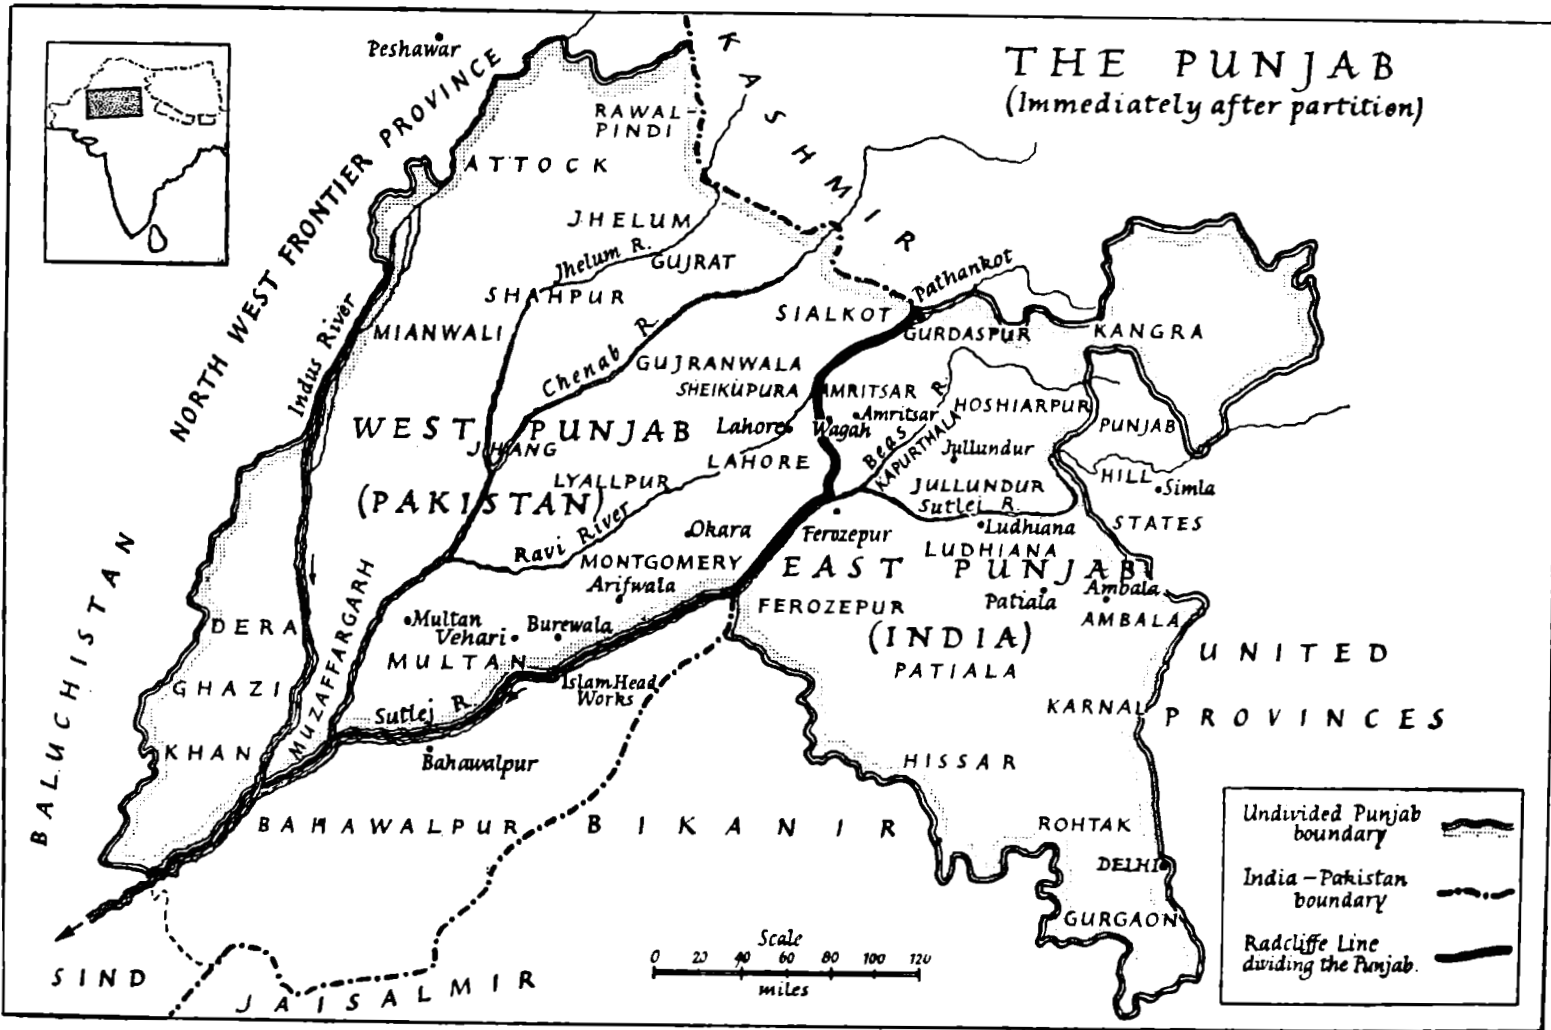 THE PUNJAB
(Immediately after partition)
Peshawar
KASHMIR
NORTH WEST FRONTIER PROVINCE
RAWAL-
PINDI
ATTOCK
JHELUM
Jhelum R.
GUJRAT
SHAHPUR
Indus River
MIANWALI
Chenab R.
SIALKOT
Pathankot
GURDASPUR
KANGRA
GUJRANWALA
SHEIKUPURA
AMRITSAR
Amritsar
Beas R.
HOSHIARPUR
WEST PUNJAB
(PAKISTAN)
JHANG
Lahore
Wagah
LAHORE
KAPURTHALA
Jullundur
JULLUNDUR
PUNJAB
HILL
STATES
Simla
LYALLPUR
Ravi River
Okara
Ferozepur
Sutlej R.
Ludhiana
LUDHIANA
MONTGOMERY
Arifwala
EAST PUNJAB
(INDIA)
FEROZEPUR
Patiala
Ambala
AMBALA
PATIALA
UNITED
PROVINCES
BALUCHISTAN
DERA
GHAZI
KHAN
MUZAFFARGARH
Multan
Vehari
Burewala
MULTAN
Islam Head
Works
Sutlej R.
Bahawalpur
BAHAWALPUR
BIKANIR
KARNAL
HISSAR
ROHTAK
DELHI
GURGAON
SIND
JAISALMIR
Scale
0 20 40 60 80 100 120
miles
Undivided Punjab
boundary
India-Pakistan
boundary
Radcliffe Line
dividing the Punjab.